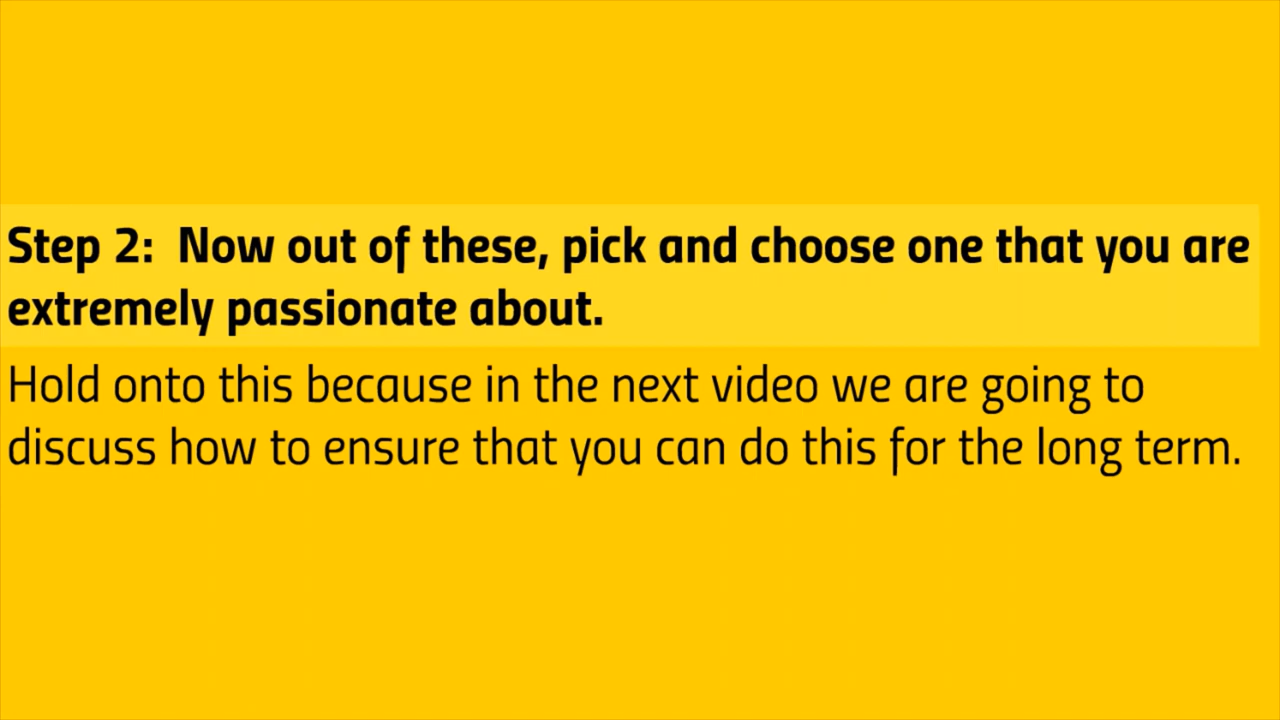 Step 2:  Now out of these, pick and choose one that you are
extremely passionate about.
Hold onto this because in the next video we are going to
discuss how to ensure that you can do this for the long term.